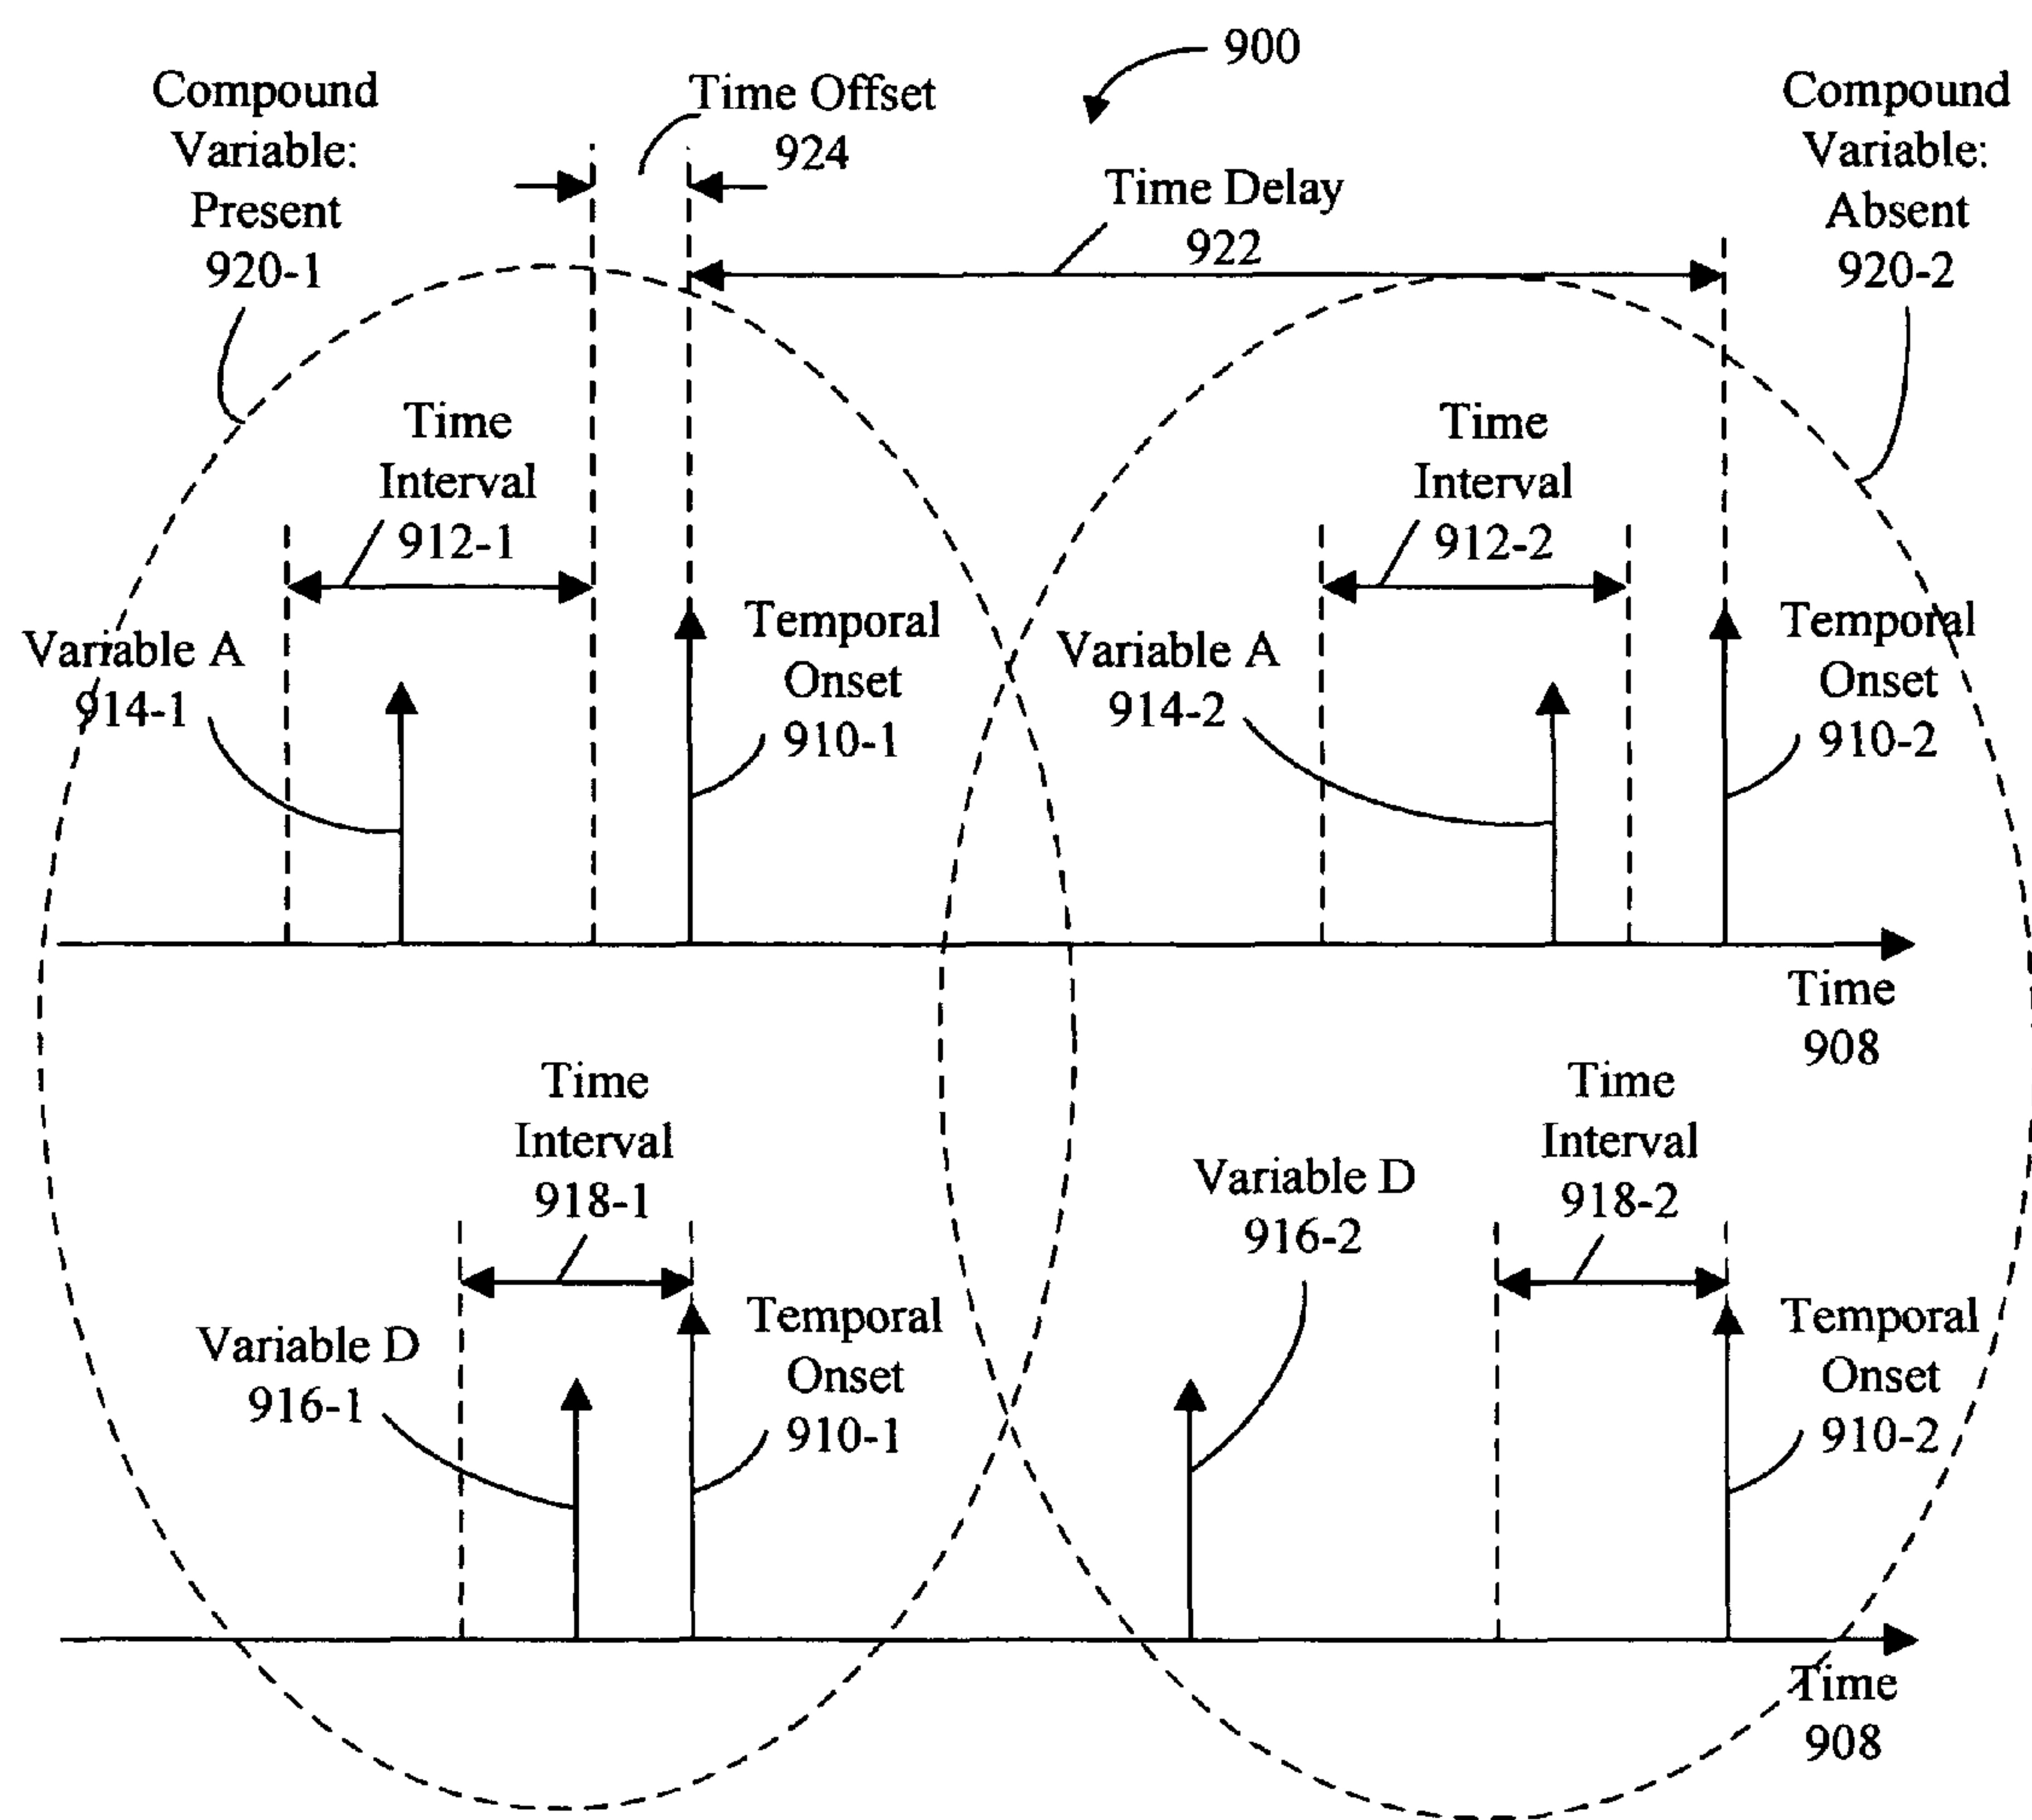 900
Compound
Variable:
Present
920-1
Time Offset
924
Time Delay
922
Compound
Variable:
Absent
920-2
Time
Interval
912-1
Time
Interval
912-2
Variable A
914-1
Temporal
Onset
910-1
Variable A
914-2
Temporal
Onset
910-2
Time
908
Time
Interval
918-1
Variable D
916-2
Time
Interval
918-2
Variable D
916-1
Temporal
Onset
910-1
Temporal
Onset
910-2
Time
908